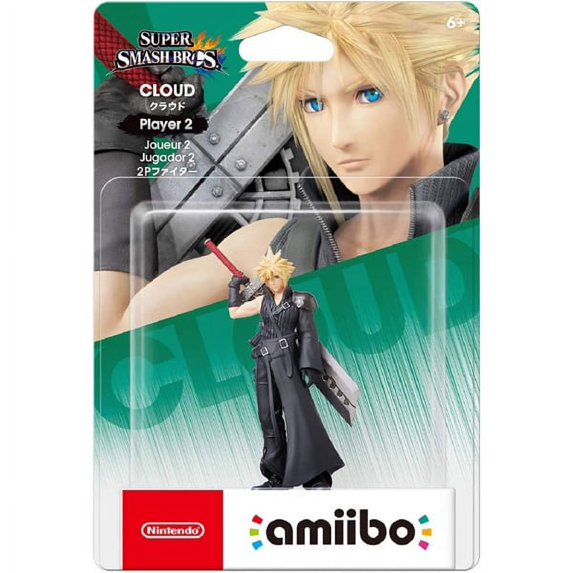 SUPER
SMASH BROS.
6+
CLOUD
クラウド
Player 2
Joueur 2
Jugador 2
2Pファイター
CLOUD
Nintendo
amiibo